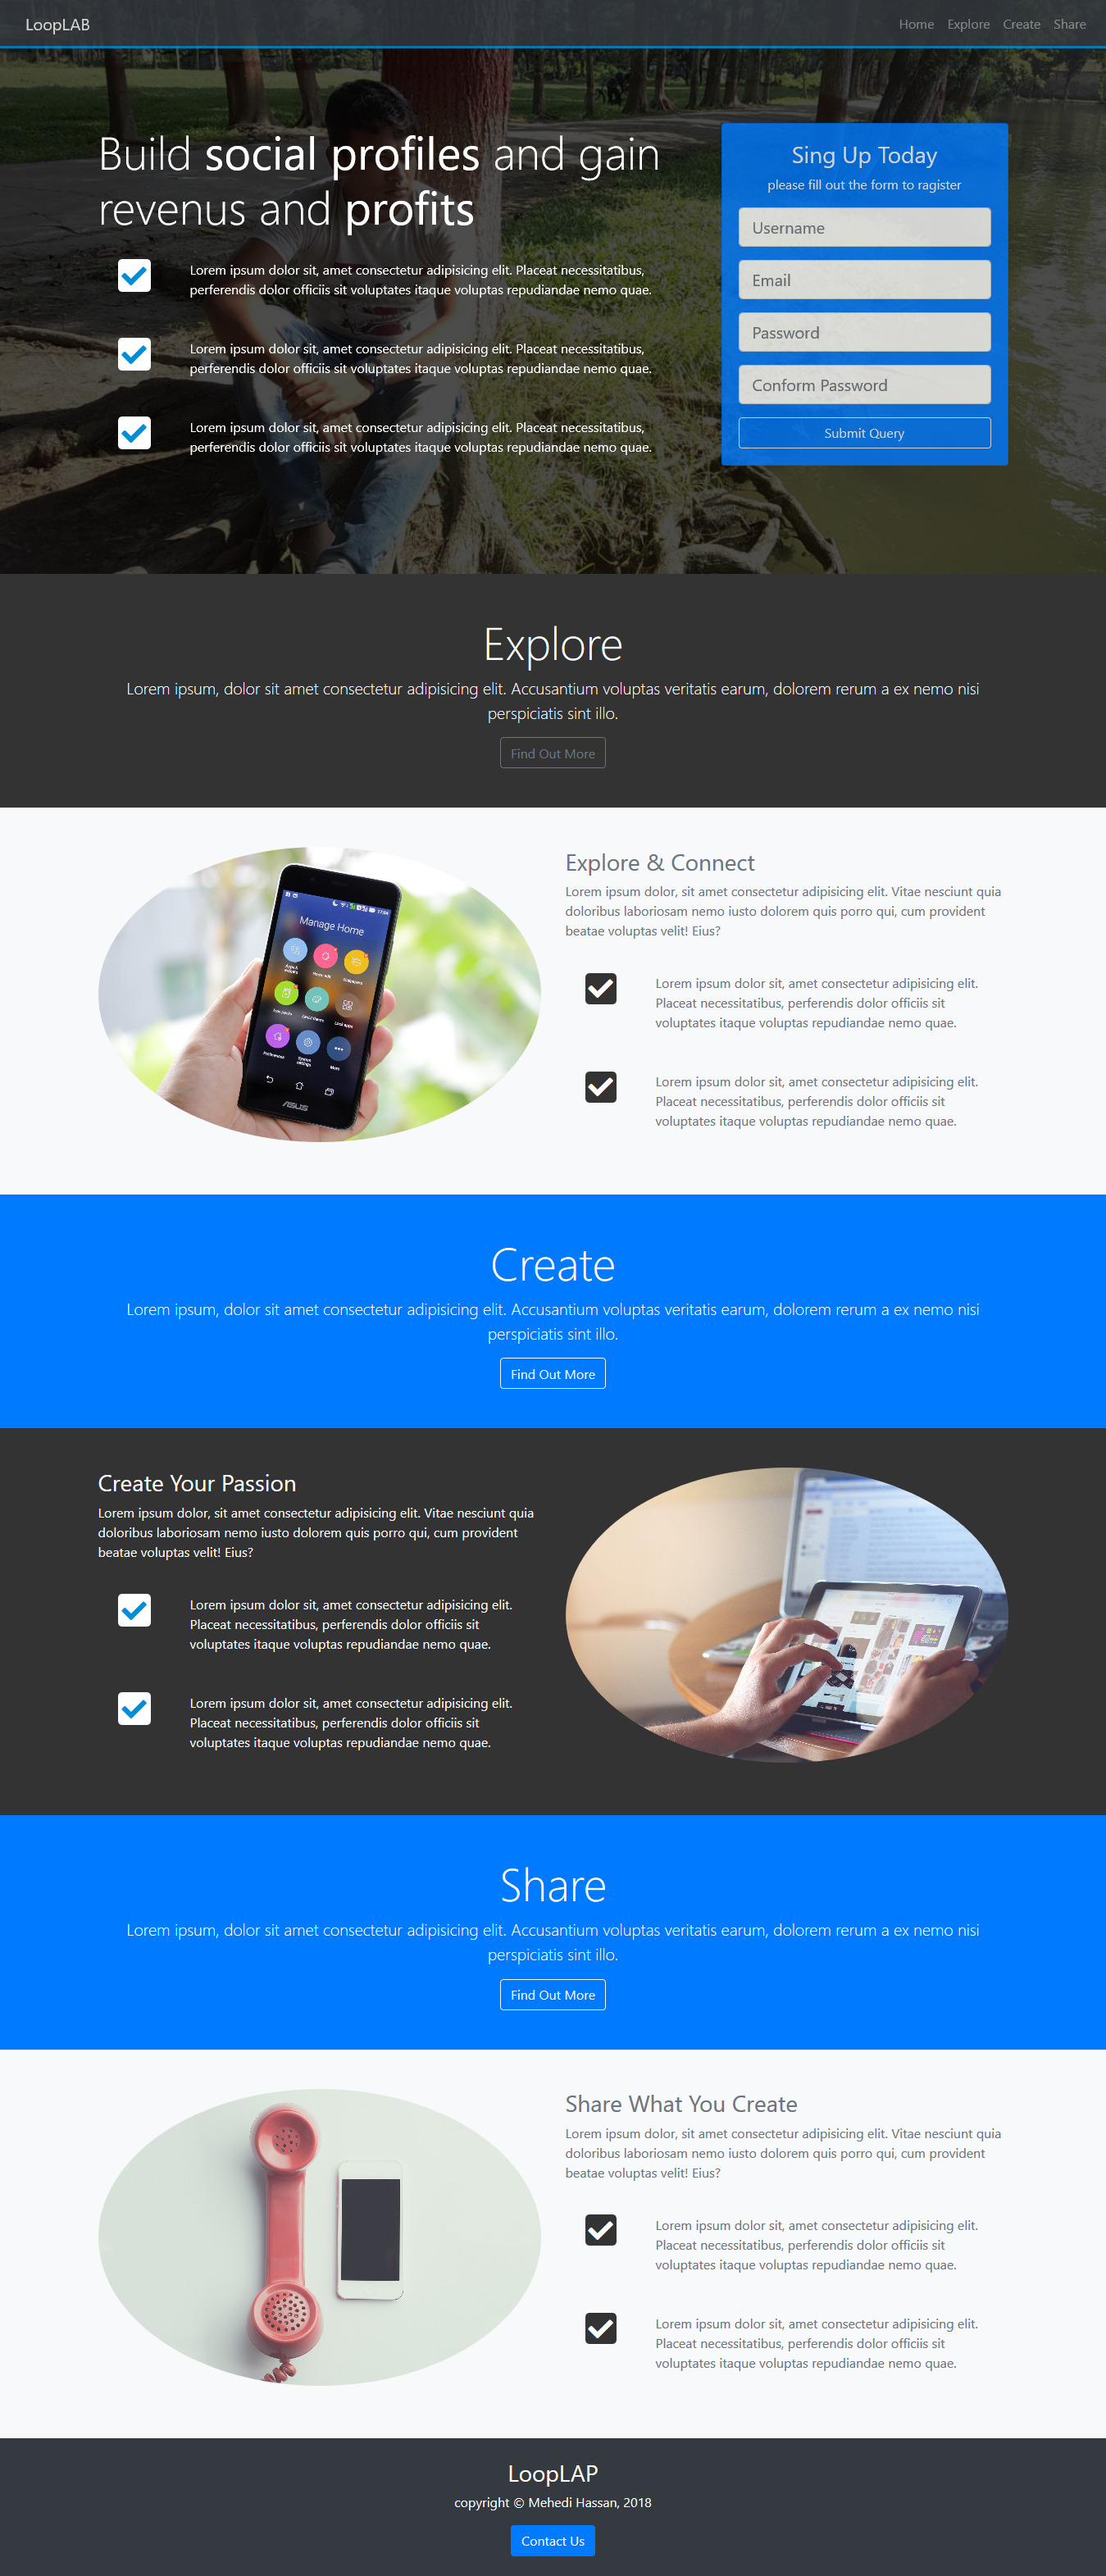 LoopLAB
Home Explore Create Share
Build social profiles and gain
revenus and profits
Lorem ipsum dolor sit, amet consectetur adipisicing elit. Placeat necessitatibus,
perferendis dolor officiis sit voluptates itaque voluptas repudiandae nemo quae.
Lorem ipsum dolor sit, amet consectetur adipisicing elit. Placeat necessitatibus,
perferendis dolor officiis sit voluptates itaque voluptas repudiandae nemo quae.
Lorem ipsum dolor sit, amet consectetur adipisicing elit. Placeat necessitatibus,
perferendis dolor officiis sit voluptates itaque voluptas repudiandae nemo quae.
Sing Up Today
please fill out the form to ragister
Username
Email
Password
Conform Password
Submit Query
Explore
Lorem ipsum, dolor sit amet consectetur adipisicing elit. Accusantium voluptas veritatis earum, dolorem rerum a ex nemo nisi
perspiciatis sint illo.
Find Out More
Manage Home
ASUS
Explore & Connect
Lorem ipsum dolor, sit amet consectetur adipisicing elit. Vitae nesciunt quia
doloribus laboriosam nemo iusto dolorem quis porro qui, cum provident
beatae voluptas velit! Eius?
Lorem ipsum dolor sit, amet consectetur adipisicing elit.
Placeat necessitatibus, perferendis dolor officiis sit
voluptates itaque voluptas repudiandae nemo quae.
Lorem ipsum dolor sit, amet consectetur adipisicing elit.
Placeat necessitatibus, perferendis dolor officiis sit
voluptates itaque voluptas repudiandae nemo quae.
Create
Lorem ipsum, dolor sit amet consectetur adipisicing elit. Accusantium voluptas veritatis earum, dolorem rerum a ex nemo nisi
perspiciatis sint illo.
Find Out More
Create Your Passion
Lorem ipsum dolor, sit amet consectetur adipisicing elit. Vitae nesciunt quia
doloribus laboriosam nemo iusto dolorem quis porro qui, cum provident
beatae voluptas velit! Eius?
Lorem ipsum dolor sit, amet consectetur adipisicing elit.
Placeat necessitatibus, perferendis dolor officiis sit
voluptates itaque voluptas repudiandae nemo quae.
Lorem ipsum dolor sit, amet consectetur adipisicing elit.
Placeat necessitatibus, perferendis dolor officiis sit
voluptates itaque voluptas repudiandae nemo quae.
Share
Lorem ipsum, dolor sit amet consectetur adipisicing elit. Accusantium voluptas veritatis earum, dolorem rerum a ex nemo nisi
perspiciatis sint illo.
Find Out More
Share What You Create
Lorem ipsum dolor, sit amet consectetur adipisicing elit. Vitae nesciunt quia
doloribus laboriosam nemo iusto dolorem quis porro qui, cum provident
beatae voluptas velit! Eius?
Lorem ipsum dolor sit, amet consectetur adipisicing elit.
Placeat necessitatibus, perferendis dolor officiis sit
voluptates itaque voluptas repudiandae nemo quae.
Lorem ipsum dolor sit, amet consectetur adipisicing elit.
Placeat necessitatibus, perferendis dolor officiis sit
voluptates itaque voluptas repudiandae nemo quae.
LoopLAP
copyright © Mehedi Hassan, 2018
Contact Us